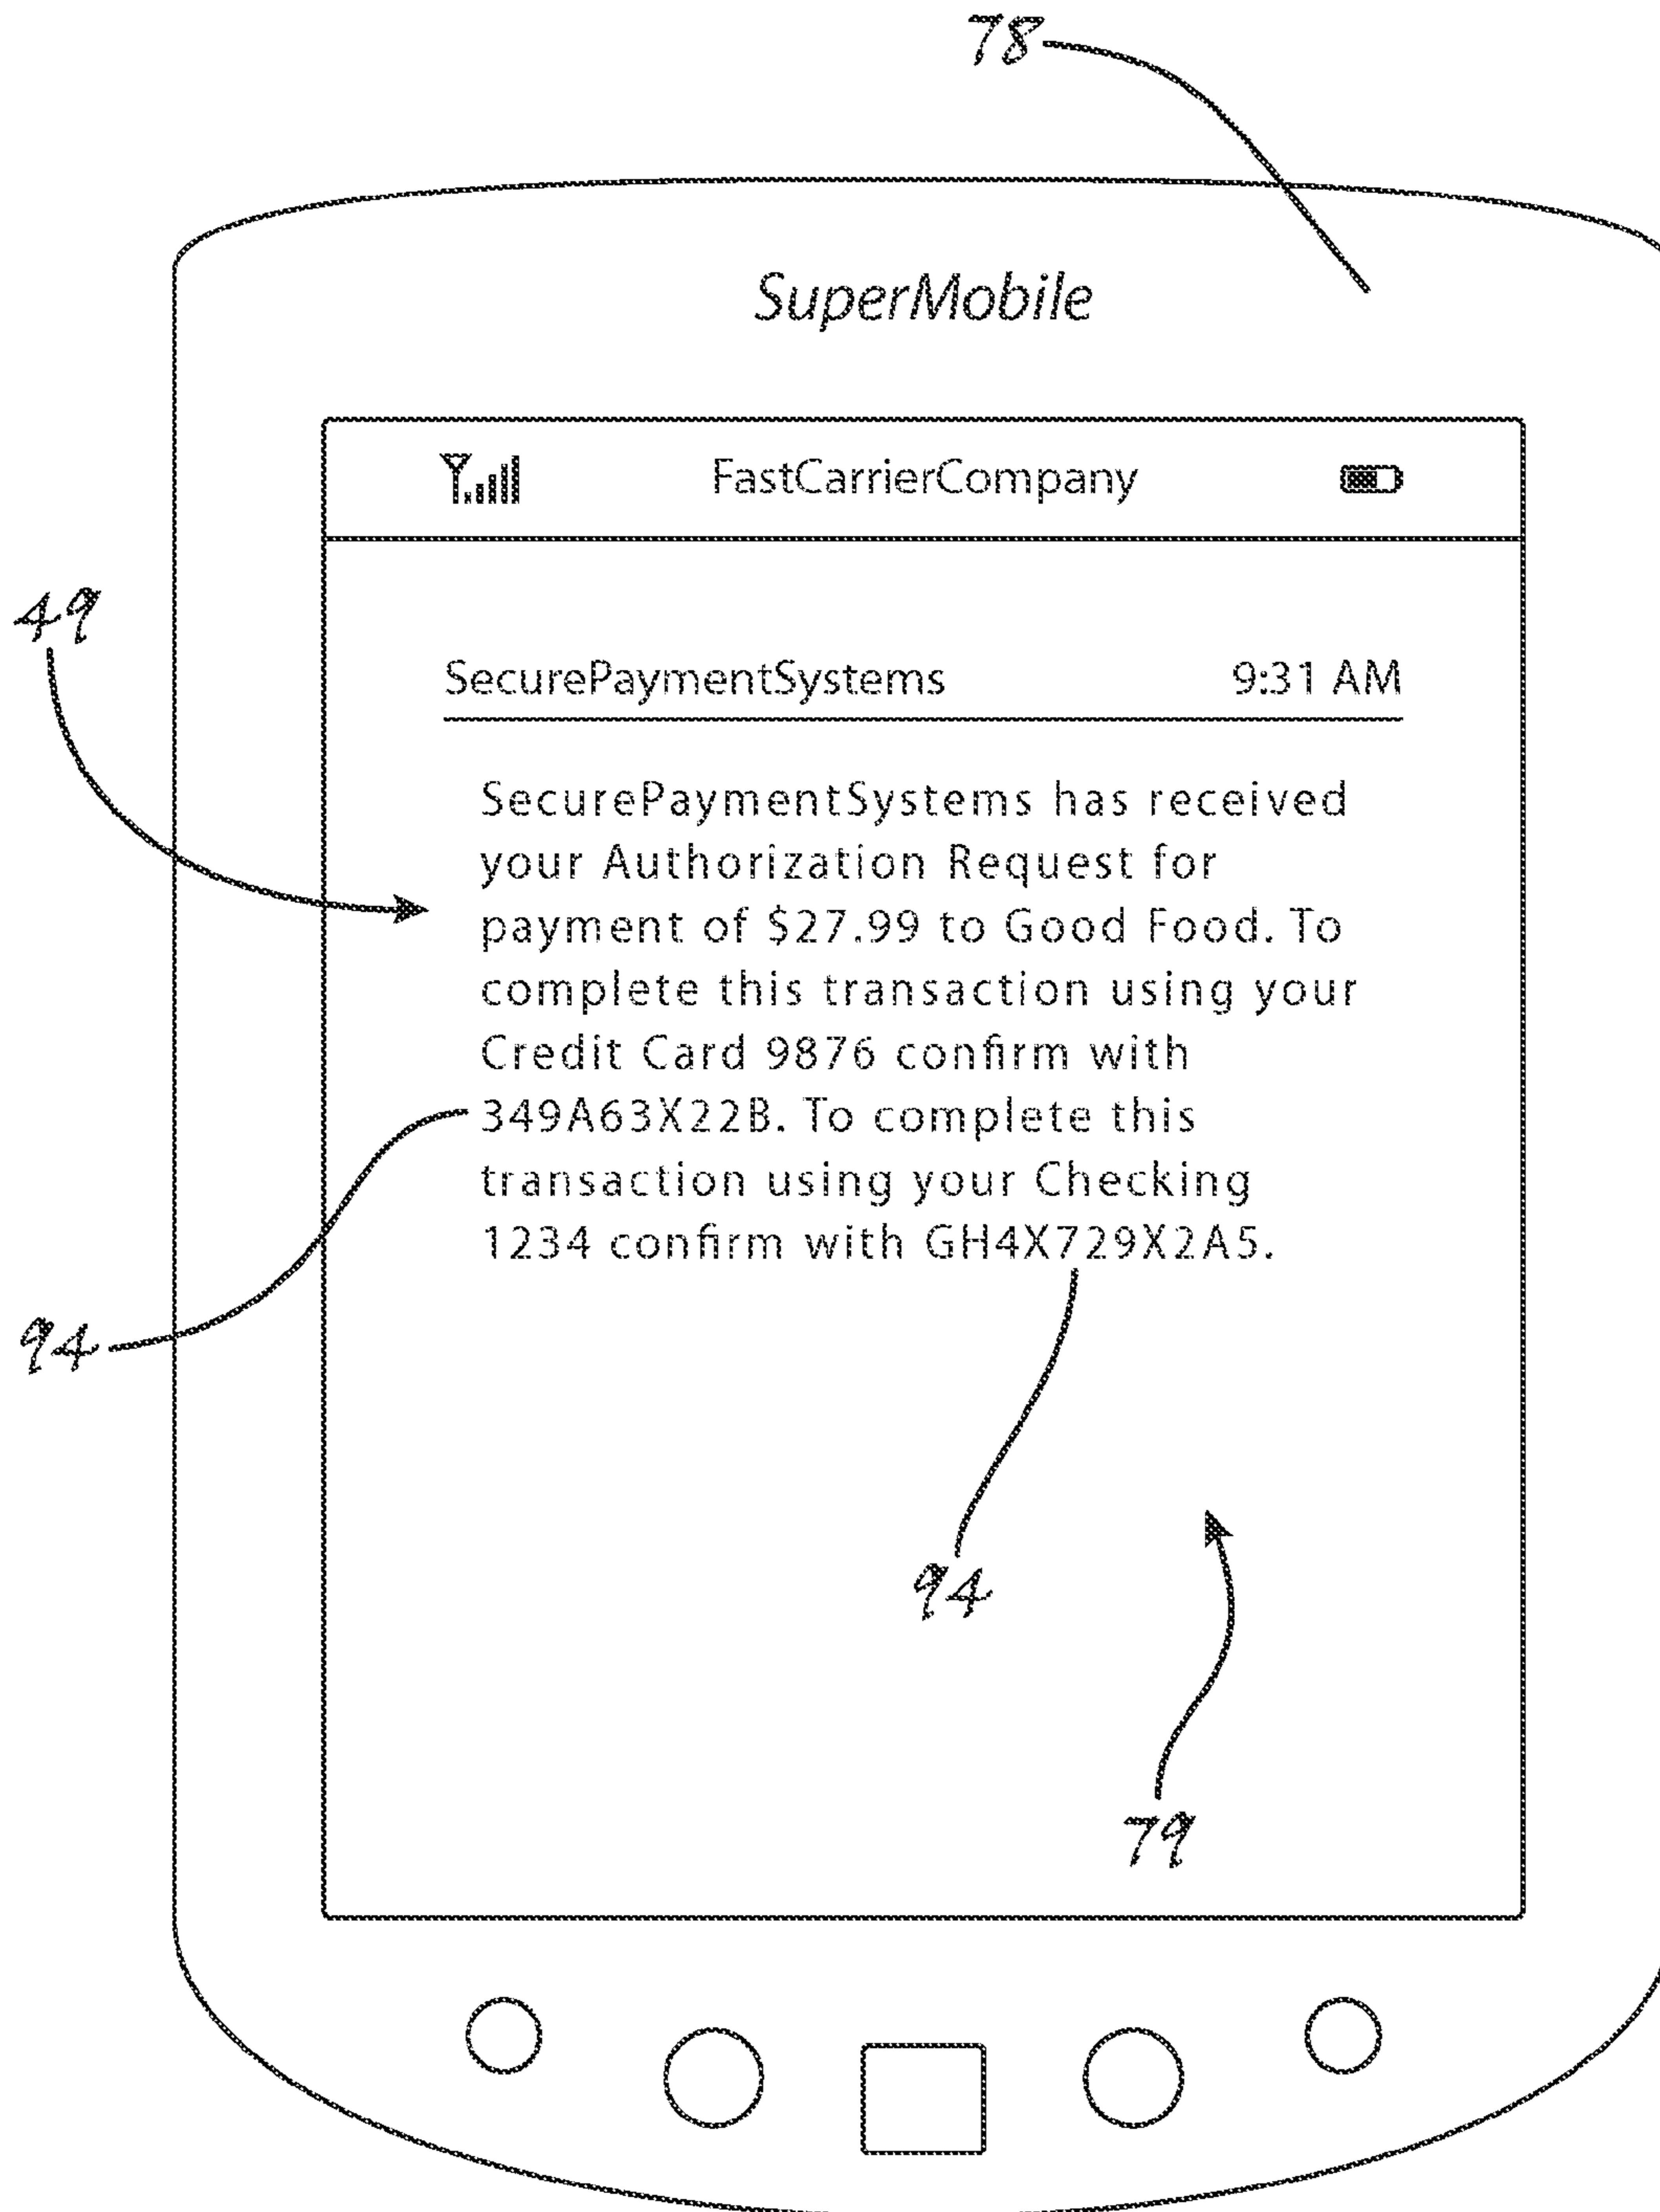 78
SuperMobile
FastCarrierCompany
49
SecurePaymentSystems 9:31 AM
SecurePaymentSystems has received
your Authorization Request for
payment of $27.99 to Good Food. To
complete this transaction using your
Credit Card 9876 confirm with
349A63X22B. To complete this
transaction using your Checking
1234 confirm with GH4X729X2A5.
94
94
79